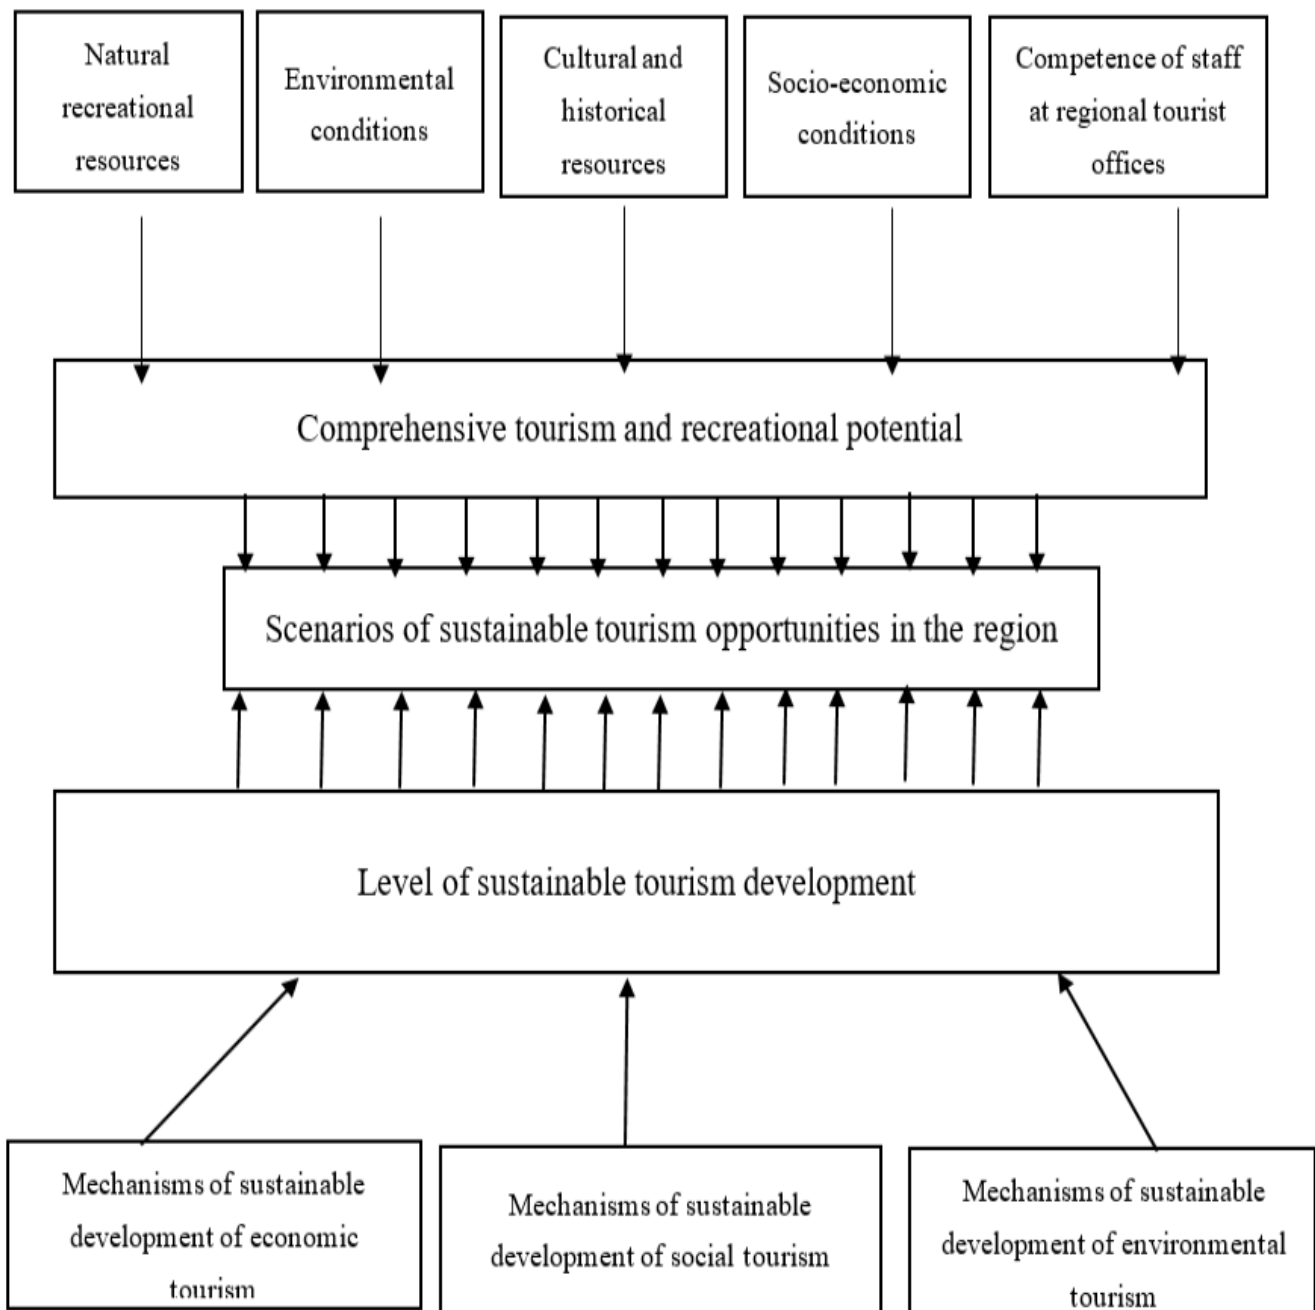 Natural
recreational
resources
Environmental
conditions
Cultural and
historical
resources
Socio-economic
conditions
Competence of staff
at regional tourist
offices
Comprehensive tourism and recreational potential
Scenarios of sustainable tourism opportunities in the region
Level of sustainable tourism development
Mechanisms of sustainable
development of economic
tourism
Mechanisms of sustainable
development of social tourism
Mechanisms of sustainable
development of environmental
tourism